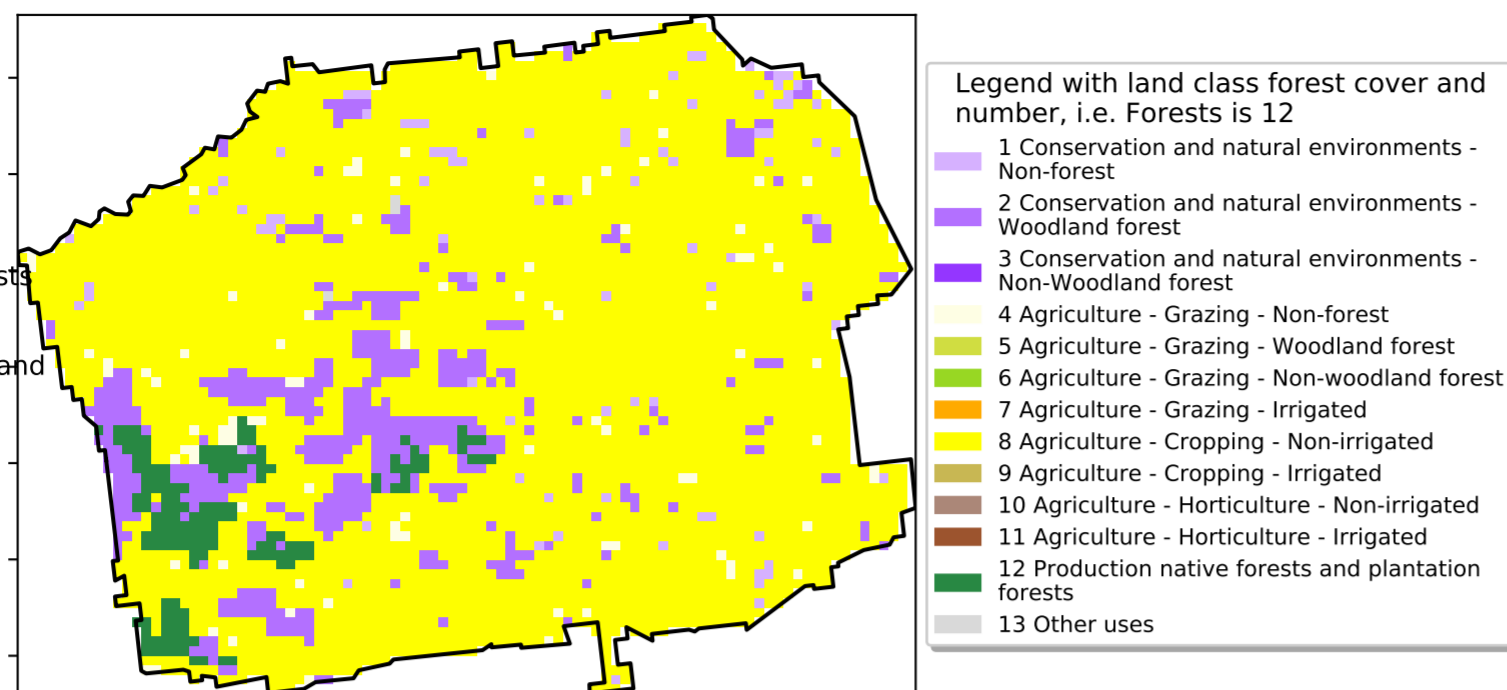 sts
and
Legend with land class forest cover and
number, i.e. Forests is 12
1 Conservation and natural environments -
Non-forest
2 Conservation and natural environments -
Woodland forest
3 Conservation and natural environments -
Non-Woodland forest
4 Agriculture - Grazing - Non-forest
5 Agriculture - Grazing - Woodland forest
6 Agriculture - Grazing - Non-woodland forest
7 Agriculture - Grazing - Irrigated
8 Agriculture - Cropping - Non-irrigated
9 Agriculture - Cropping - Irrigated
10 Agriculture - Horticulture - Non-irrigated
11 Agriculture - Horticulture - Irrigated
12 Production native forests and plantation
forests
13 Other uses